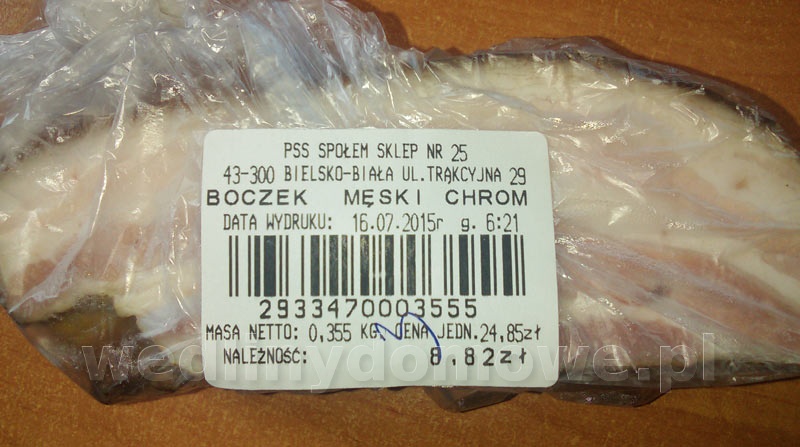 PSS SPOŁEM SKLEP NR 25
43-300 BIELSKO-BIAŁA UL.TRĄKCYJNA 29
BOCZEK MĘSKI CHROM
DATA WYDRUKU: 16.07.2015r g. 6:21
2933470003555
MASA NETTO: 0,355 KG, CENA JEDN.24,85zł
NALEŻNOŚĆ: 8,82zł
wedlinydomowe.pl